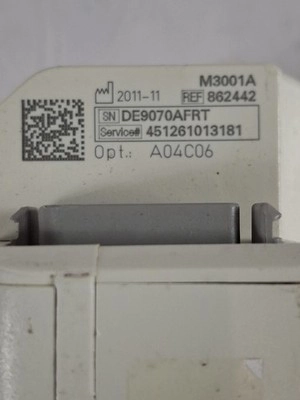 M3001A
2011-11 REF 862442
SN DE9070AFRT
Service# 451261013181
Opt.: A04C06